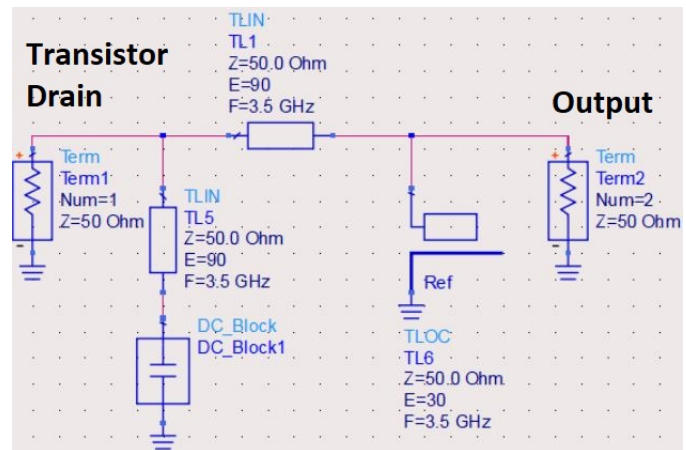 TLIN
TL1
Z=50.0 Ohm
E=90
F=3.5 GHz
Transistor
Drain
Output
+
Term
Term1
Num=1
Z=50 Ohm
-
TLIN
TL5
Z=50.0 Ohm
E=90
F=3.5 GHz
DC_Block
DC_Block1
Ref
TLOC
TL6
Z=50.0 Ohm
E=30
F=3.5 GHz
+
Term
Term2
Num=2
Z=50 Ohm
-